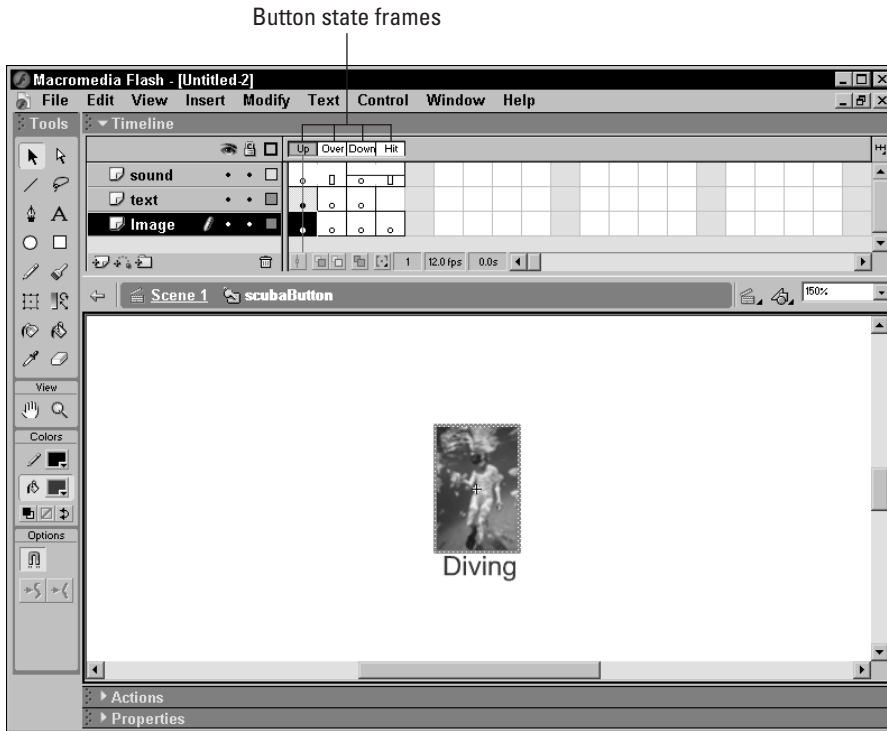 Button state frames
Macromedia Flash - [Untitled-2]
File Edit View Insert Modify Text Control Window Help
Tools
Timeline
Up Over Down Hit
sound
text
Image
1 12.0 fps 0.0s
Scene 1 scubaButton 150%
View
Colors
Options
Diving
Actions
Properties